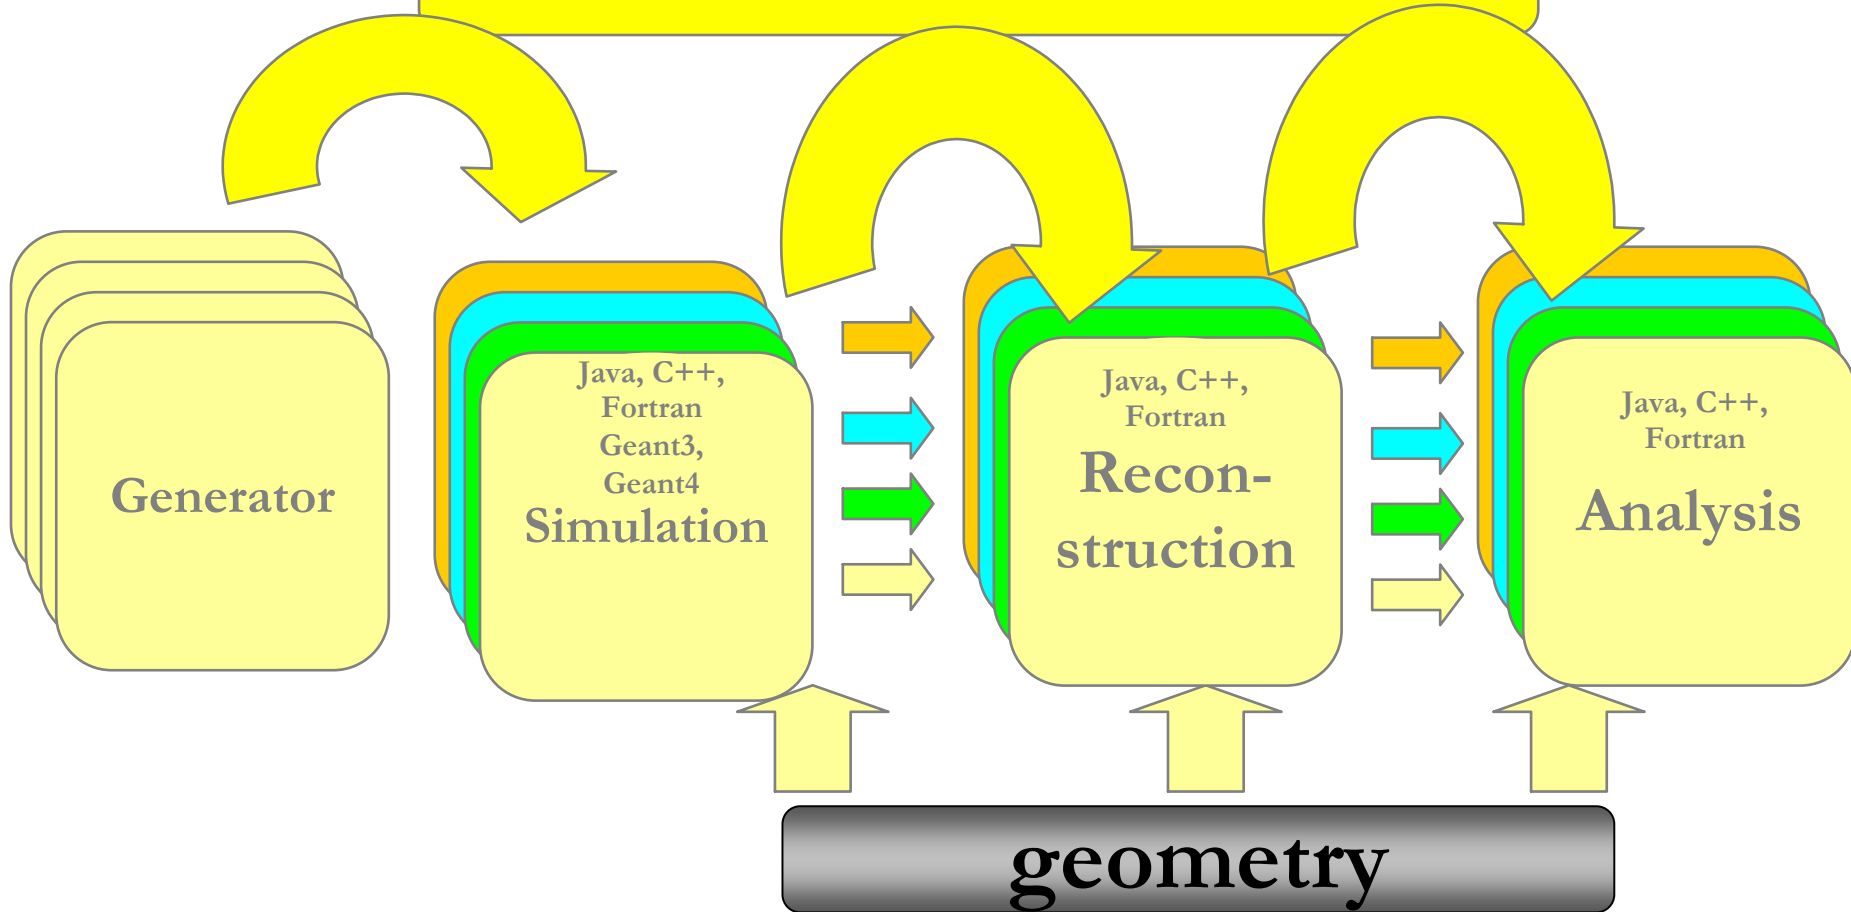 Generator
Java, C++,
Fortran
Geant3,
Geant4
Simulation
Java, C++,
Fortran
Recon-
struction
Java, C++,
Fortran
Analysis
geometry